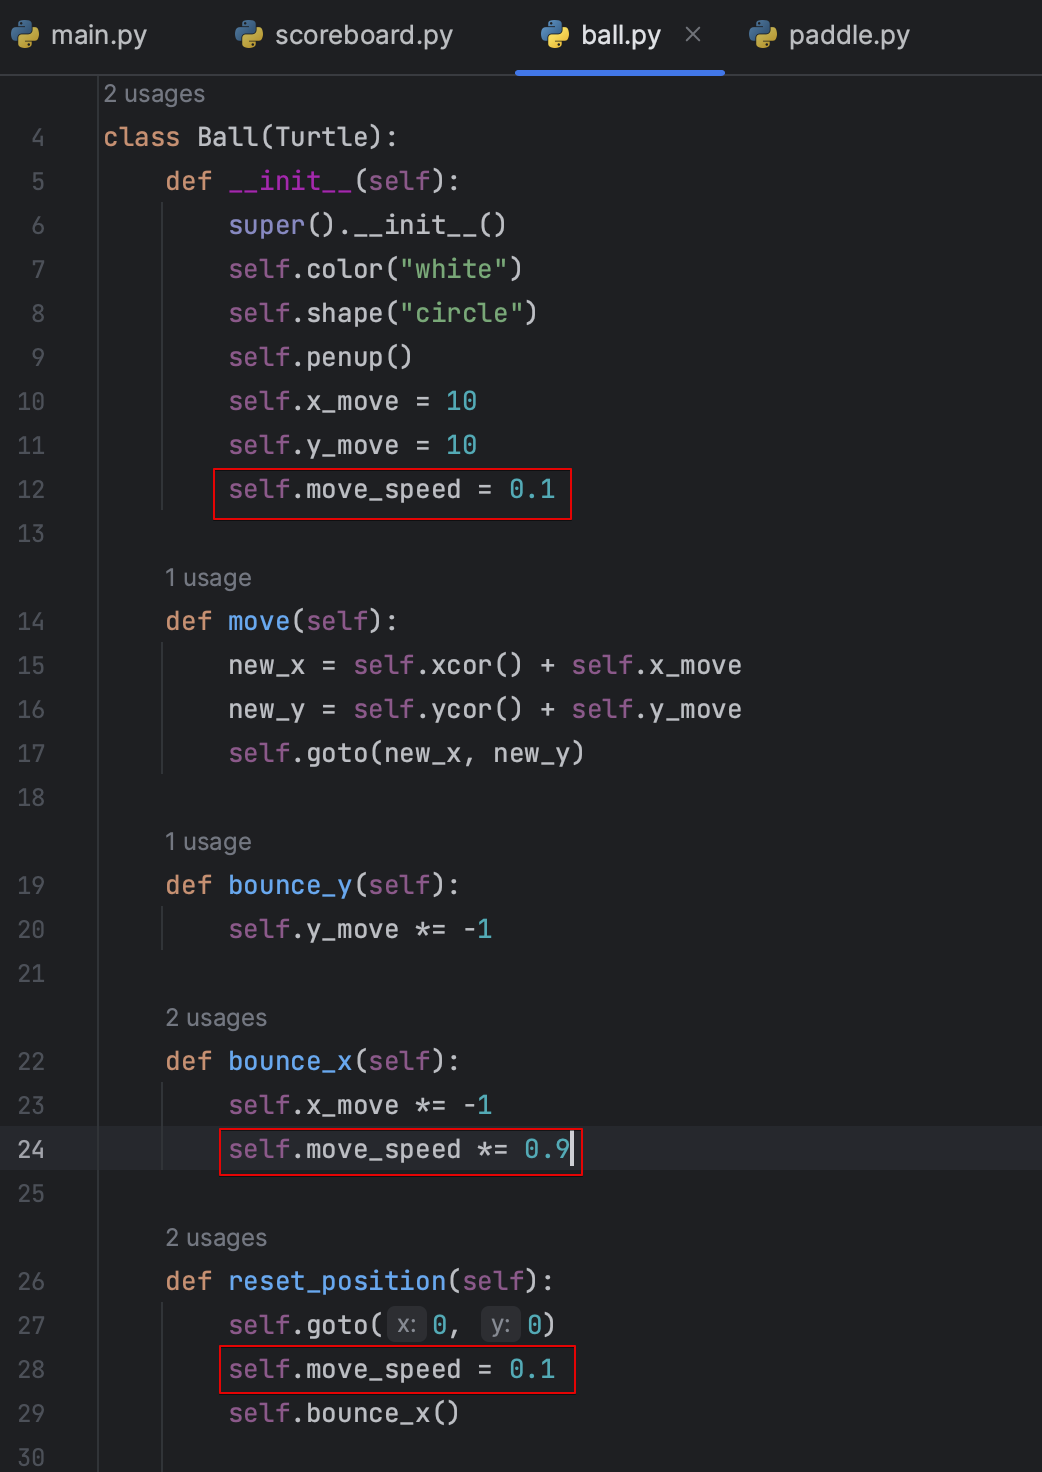 main.py scoreboard.py ball.py × paddle.py
2 usages
4 class Ball(Turtle):
5 def __init__(self):
6 super().__init__()
7 self.color("white")
8 self.shape("circle")
9 self.penup()
10 self.x_move = 10
11 self.y_move = 10
12 self.move_speed = 0.1
13
1 usage
14 def move(self):
15 new_x = self.xcor() + self.x_move
16 new_y = self.ycor() + self.y_move
17 self.goto(new_x, new_y)
18
1 usage
19 def bounce_y(self):
20 self.y_move *= -1
21
2 usages
22 def bounce_x(self):
23 self.x_move *= -1
24 self.move_speed *= 0.9
25
2 usages
26 def reset_position(self):
27 self.goto( x: 0, y: 0)
28 self.move_speed = 0.1
29 self.bounce_x()
30